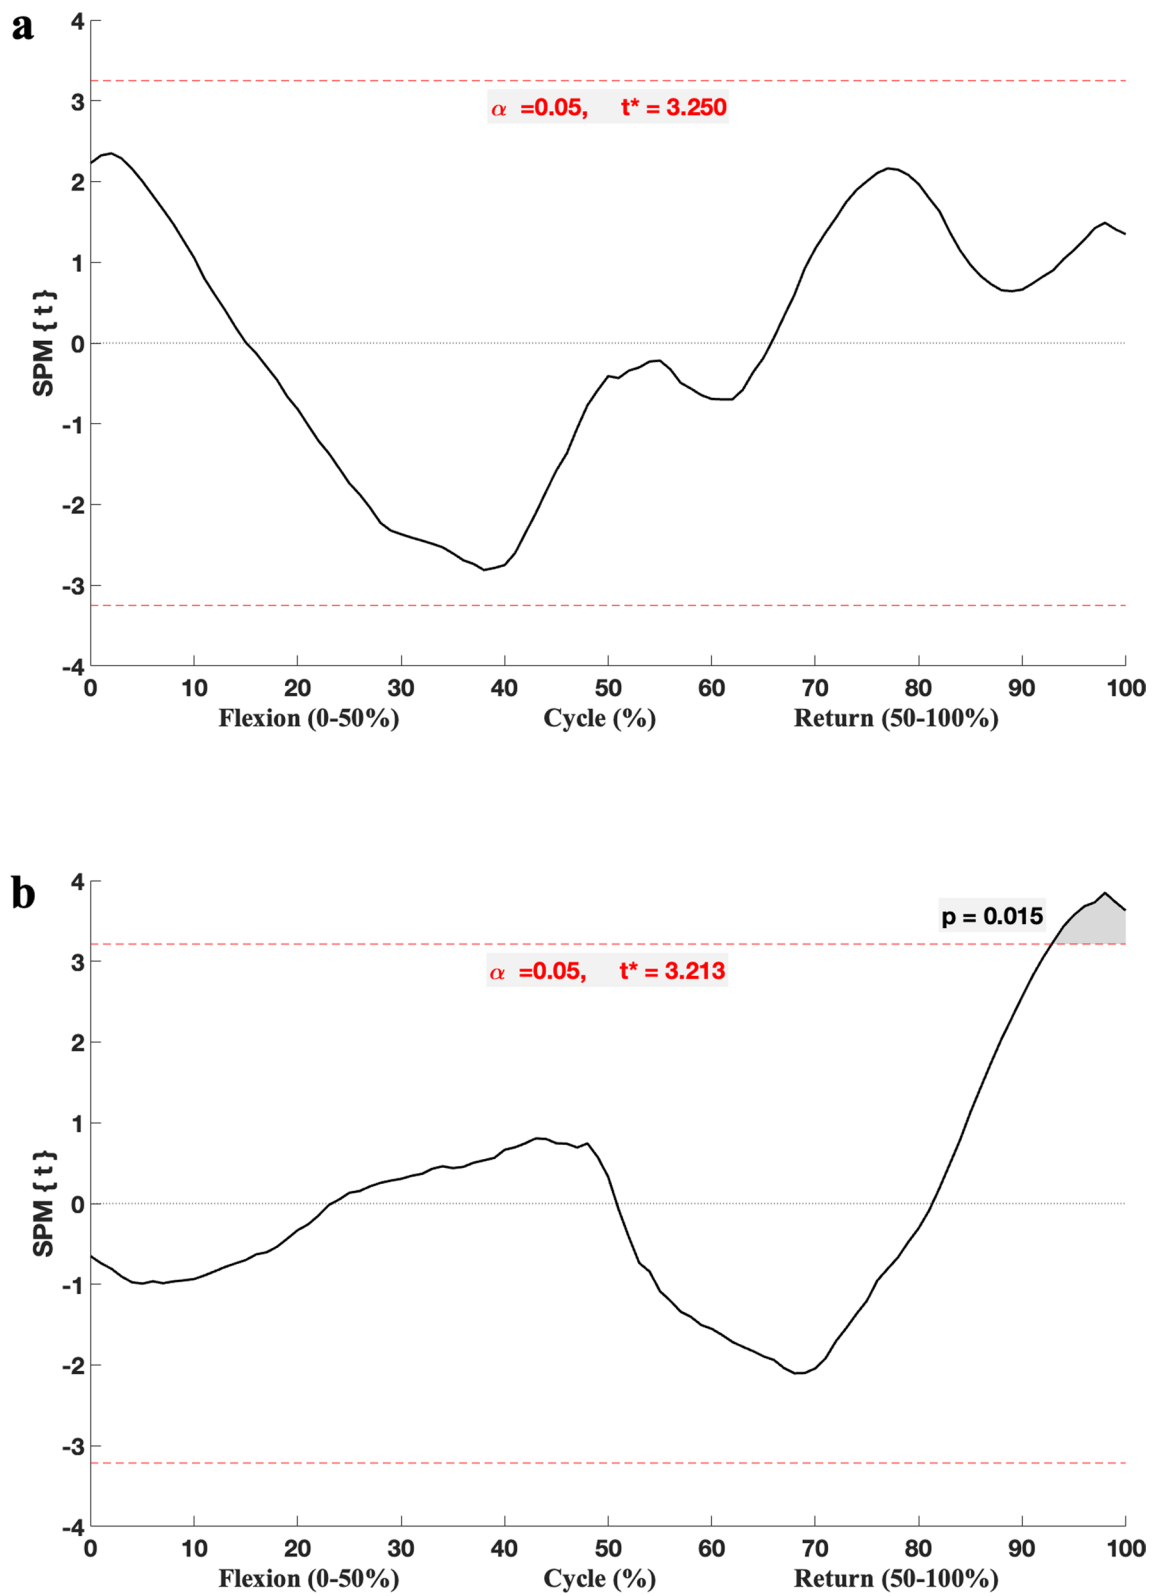 a
4
3
2
1
0
-1
-2
-3
-4
SPM { t }
α =0.05, t* = 3.250
0 10 20 30 40 50 60 70 80 90 100
Flexion (0-50%) Cycle (%) Return (50-100%)
b
4
3
2
1
0
-1
-2
-3
-4
SPM { t }
p = 0.015
α =0.05, t* = 3.213
0 10 20 30 40 50 60 70 80 90 100
Flexion (0-50%) Cycle (%) Return (50-100%)